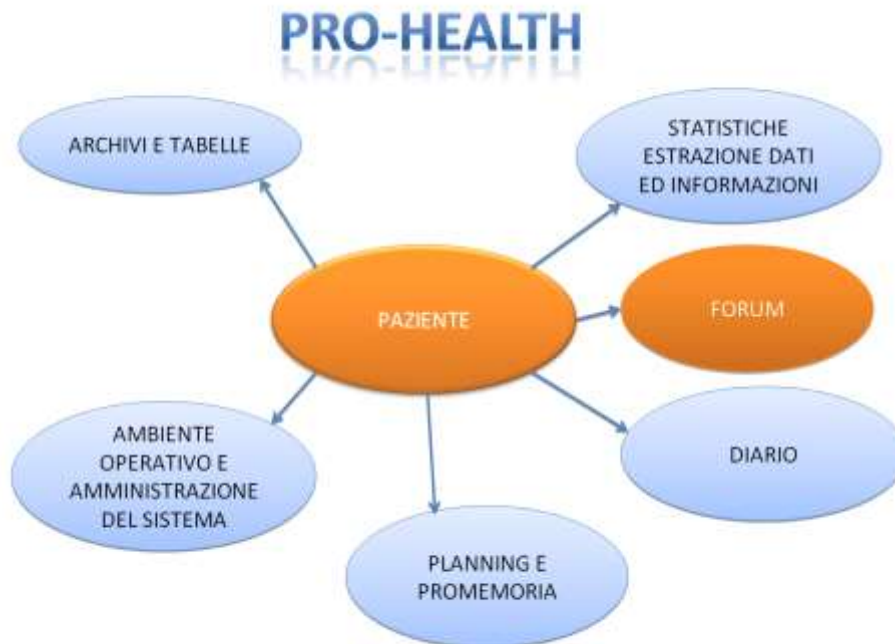 PRO-HEALTH
ARCHIVI E TABELLE
STATISTICHE
ESTRAZIONE DATI
ED INFORMAZIONI
PAZIENTE
FORUM
AMBIENTE
OPERATIVO E
AMMINISTRAZIONE
DEL SISTEMA
DIARIO
PLANNING E
PROMEMORIA